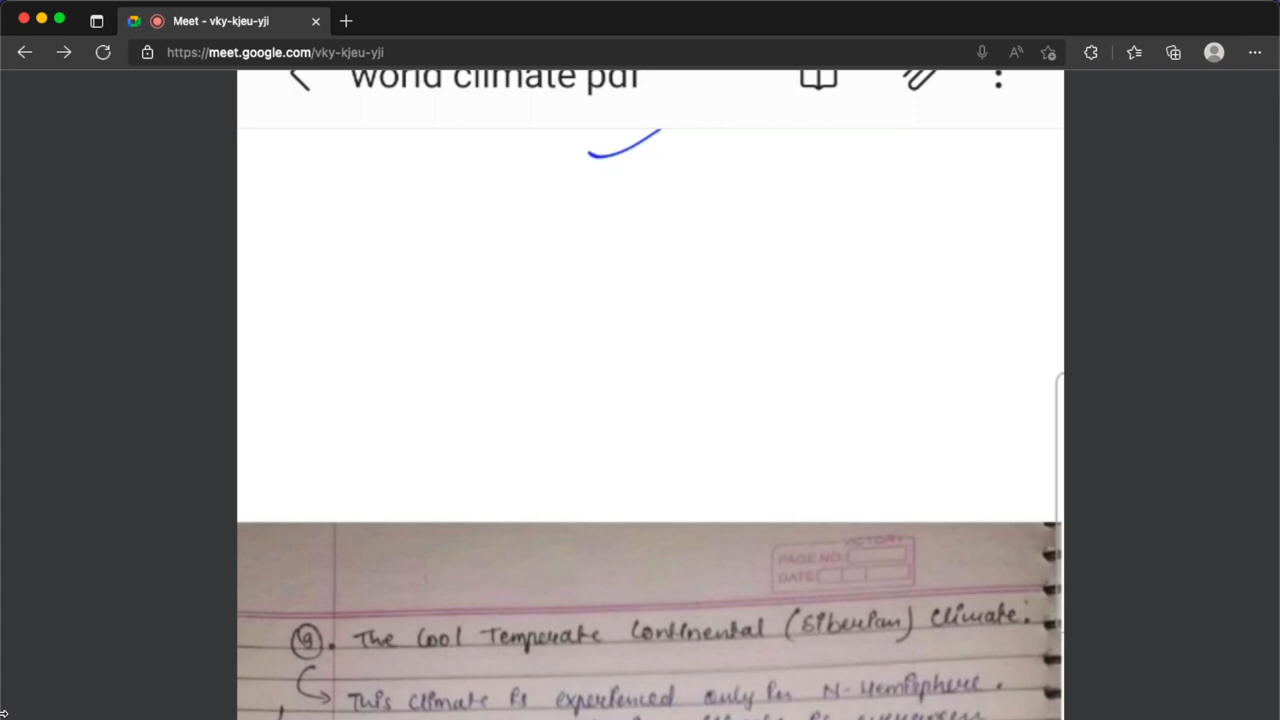 Meet - vky-kjeu-yji
https://meet.google.com/vky-kjeu-yji
world climate pdf
VICTORY
PAGE NO:
DATE:
9. The Cool Temperate Continental (Siberian) Climate:
This climate is experienced only in N-Hemisphere.